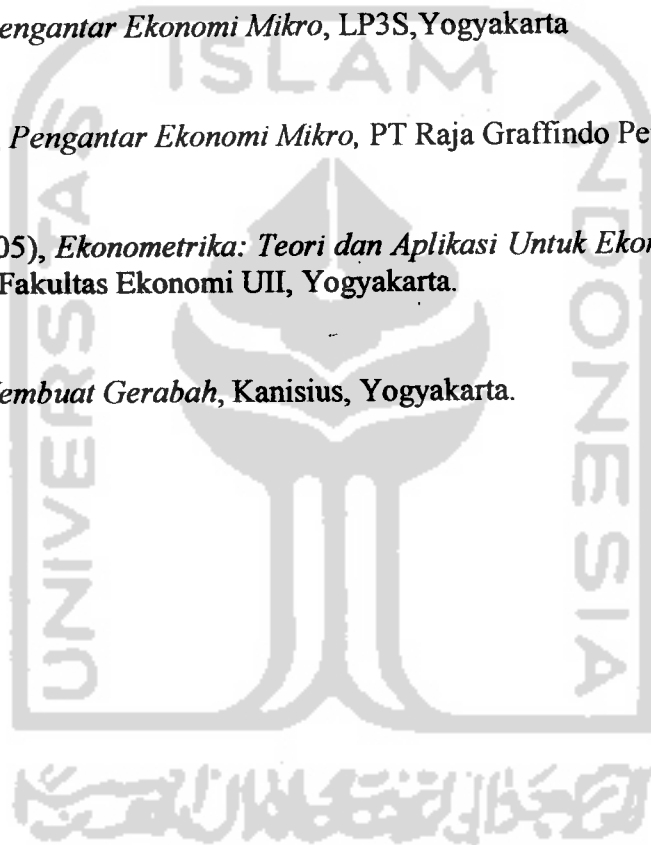 engantar Ekonomi Mikro, LP3S,Yogyakarta
ISLAM
Pengantar Ekonomi Mikro, PT Raja Graffindo Pe
05), Ekonometrika: Teori dan Aplikasi Untuk Ekon
Fakultas Ekonomi UII, Yogyakarta.
embuat Gerabah, Kanisius, Yogyakarta.
UNIVERSITAS
INDONESIA